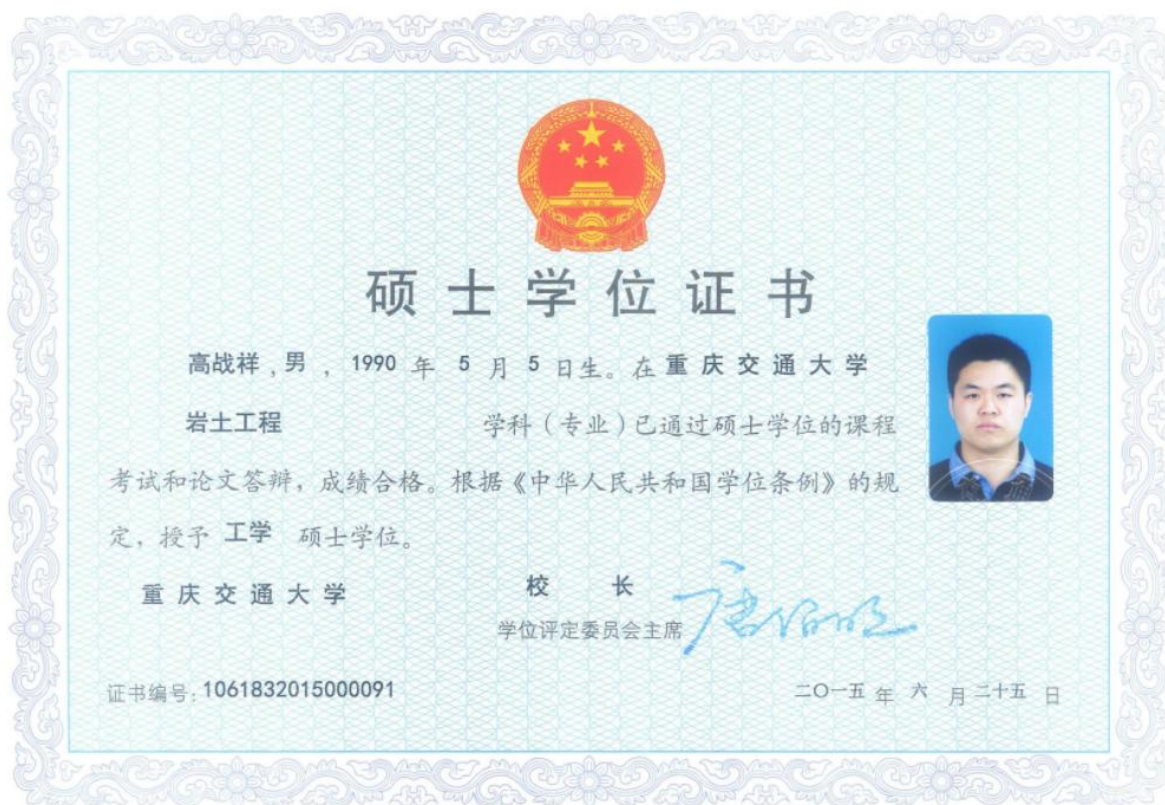 硕士学位证书
高战祥，男，1990 年 5 月 5 日生。在重庆交通大学
岩土工程 学科（专业）已通过硕士学位的课程
考试和论文答辩，成绩合格。根据《中华人民共和国学位条例》的规
定，授予 工学 硕士学位。
重庆交通大学
校 长
学位评定委员会主席
唐伯明
证书编号：1061832015000091
二〇一五 年 六 月 二十五 日